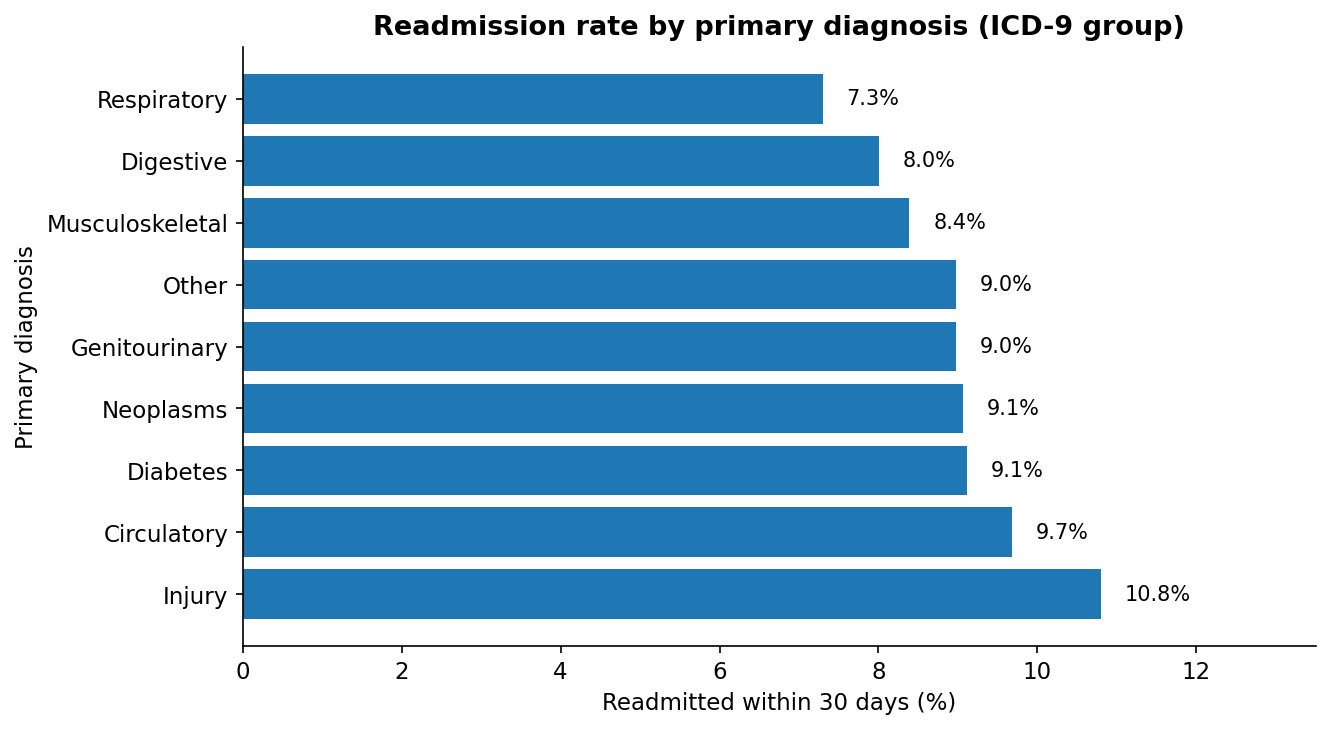 Readmission rate by primary diagnosis (ICD-9 group)
Primary diagnosis
Respiratory 7.3%
Digestive 8.0%
Musculoskeletal 8.4%
Other 9.0%
Genitourinary 9.0%
Neoplasms 9.1%
Diabetes 9.1%
Circulatory 9.7%
Injury 10.8%
0 2 4 6 8 10 12
Readmitted within 30 days (%)